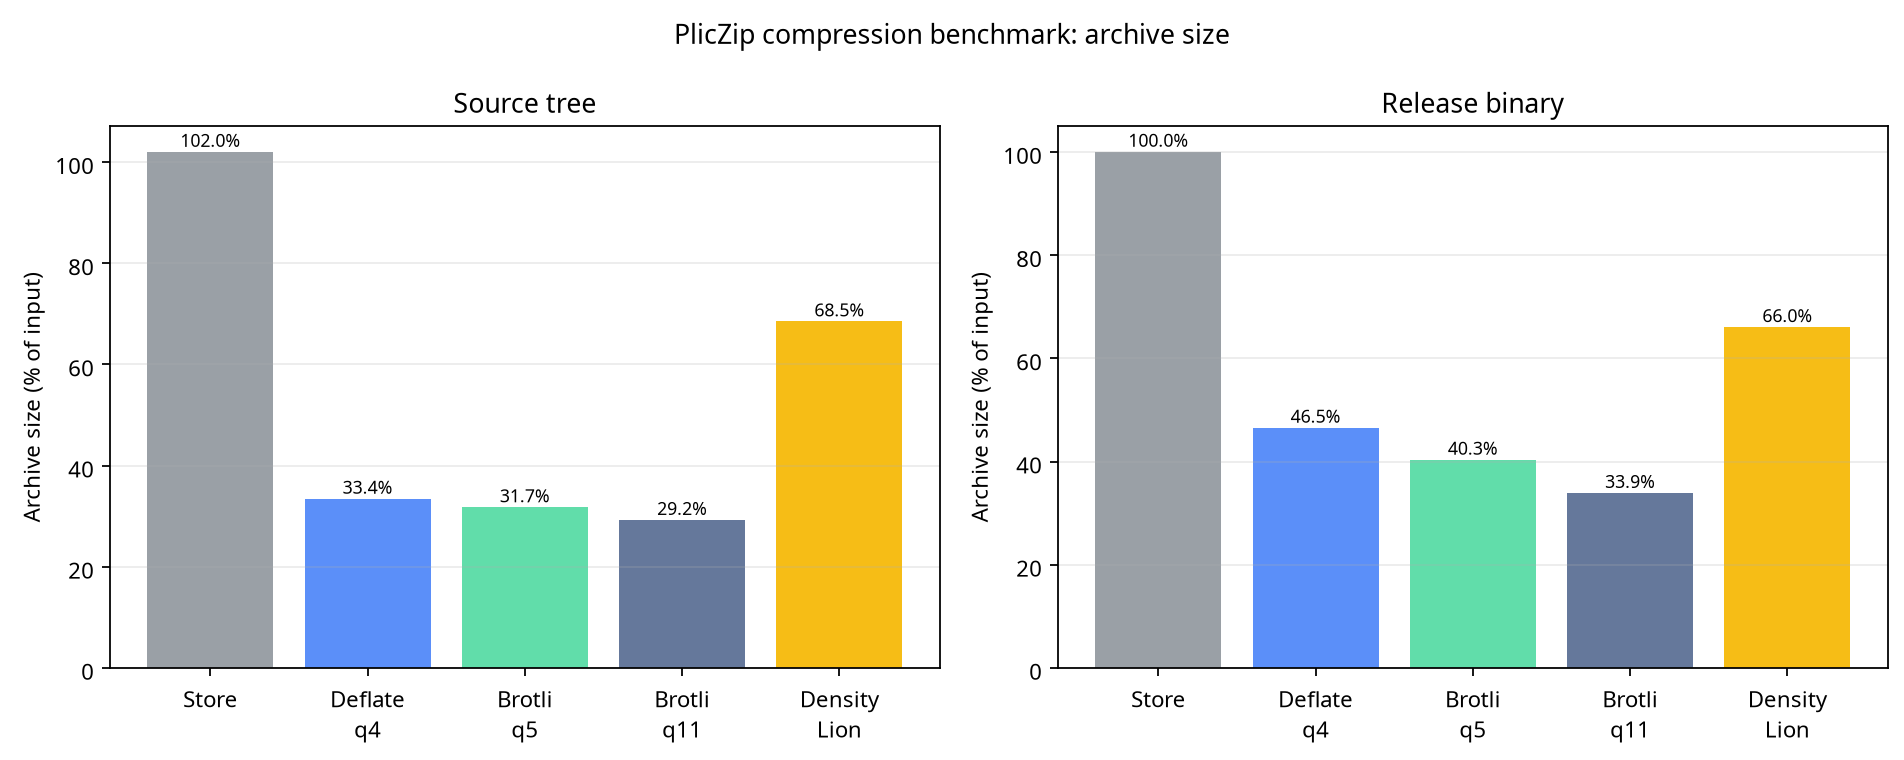 PlicZip compression benchmark: archive size
Source tree
Archive size (% of input)
100
80
60
40
20
0
102.0%
33.4%
31.7%
29.2%
68.5%
Store
Deflate
q4
Brotli
q5
Brotli
q11
Density
Lion
Release binary
Archive size (% of input)
100
80
60
40
20
0
100.0%
46.5%
40.3%
33.9%
66.0%
Store
Deflate
q4
Brotli
q5
Brotli
q11
Density
Lion